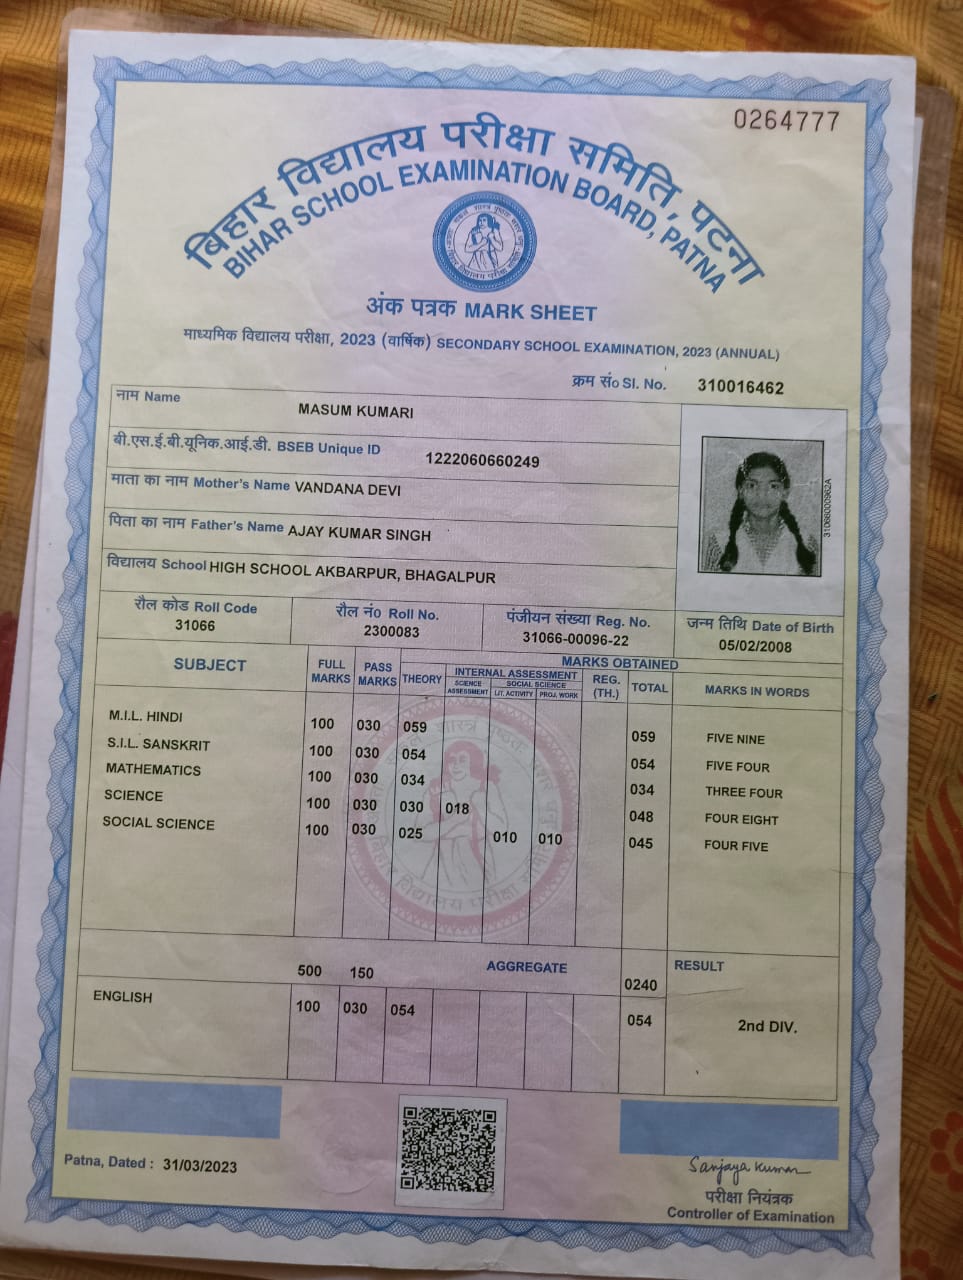 0264777
बिहार विद्यालय परीक्षा समिति, पटना
BIHAR SCHOOL EXAMINATION BOARD, PATNA
अंक पत्रक MARK SHEET
माध्यमिक विद्यालय परीक्षा, 2023 (वार्षिक) SECONDARY SCHOOL EXAMINATION, 2023 (ANNUAL)
क्रम सं० Sl. No. 310016462
नाम Name MASUM KUMARI
बी.एस.ई.बी.यूनिक.आई.डी. BSEB Unique ID 1222060660249
माता का नाम Mother's Name VANDANA DEVI
पिता का नाम Father's Name AJAY KUMAR SINGH
विद्यालय School HIGH SCHOOL AKBARPUR, BHAGALPUR
310660000962A
रौल कोड Roll Code रौल नं० Roll No. पंजीयन संख्या Reg. No. जन्म तिथि Date of Birth
31066 2300083 31066-00096-22 05/02/2008
SUBJECT FULL MARKS PASS MARKS MARKS OBTAINED
THEORY INTERNAL ASSESSMENT REG. (TH.) TOTAL MARKS IN WORDS
SCIENCE ASSESSMENT SOCIAL SCIENCE
LIT. ACTIVITY PROJ. WORK
M.I.L. HINDI 100 030 059 059 FIVE NINE
S.I.L. SANSKRIT 100 030 054 054 FIVE FOUR
MATHEMATICS 100 030 034 034 THREE FOUR
SCIENCE 100 030 030 018 048 FOUR EIGHT
SOCIAL SCIENCE 100 030 025 010 010 045 FOUR FIVE
500 150 AGGREGATE 0240 RESULT
ENGLISH 100 030 054 054 2nd DIV.
Patna, Dated : 31/03/2023
Sanjaya Kumar
परीक्षा नियंत्रक
Controller of Examination